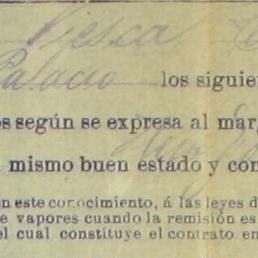 Palacio los siguie
os según se expresa al marg
mismo buen estado y con
en este conocimiento, á las leyes d
e vapores cuando la remisión es
el cual constituye el contrato en